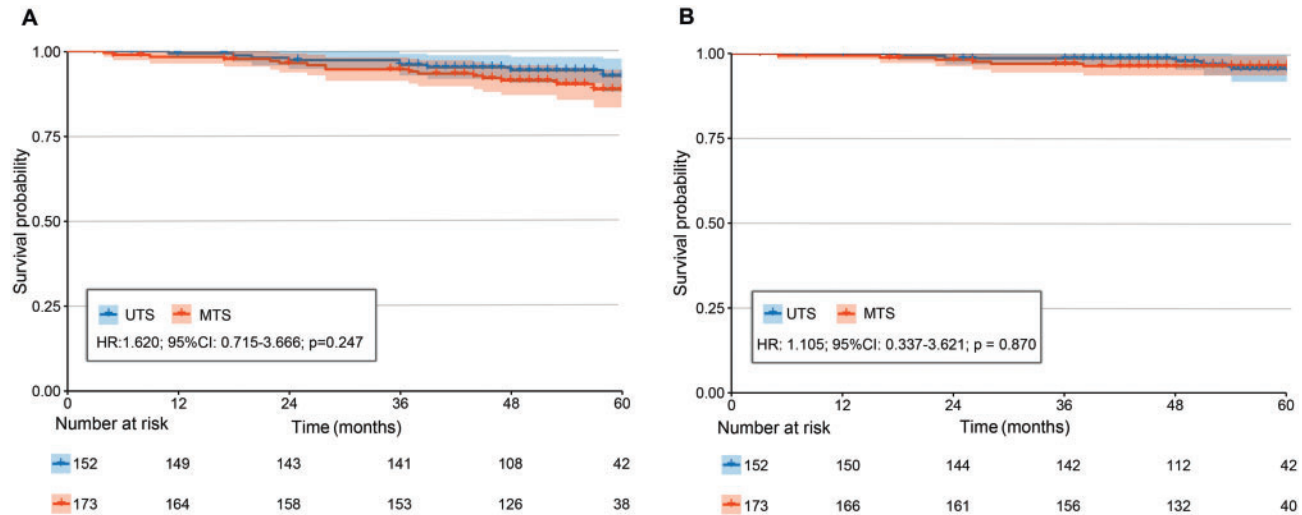 A
Survival probability
1.00
0.75
0.50
0.25
0.00
UTS MTS
HR:1.620; 95%CI: 0.715-3.666; p=0.247
0 12 24 36 48 60
Number at risk Time (months)
152 149 143 141 108 42
173 164 158 153 126 38
B
Survival probability
1.00
0.75
0.50
0.25
0.00
UTS MTS
HR: 1.105; 95%CI: 0.337-3.621; p = 0.870
0 12 24 36 48 60
Number at risk Time (months)
152 150 144 142 112 42
173 166 161 156 132 40